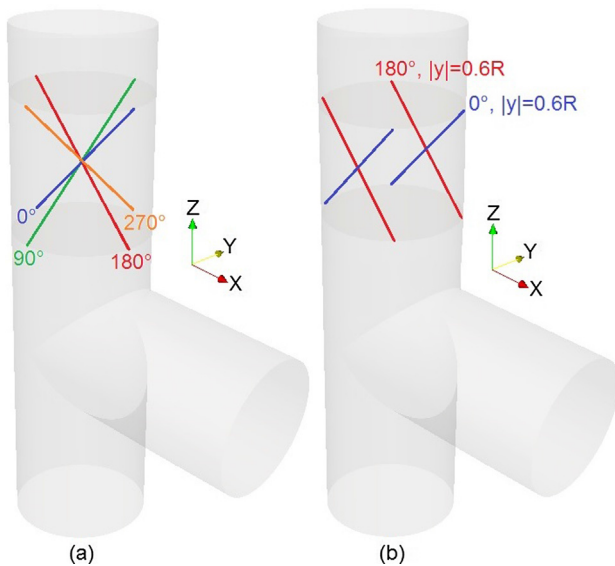 180°, |y|=0.6R
0°, |y|=0.6R
0°
270°
90°
180°
Z
Y
X
Z
Y
X
(a)
(b)